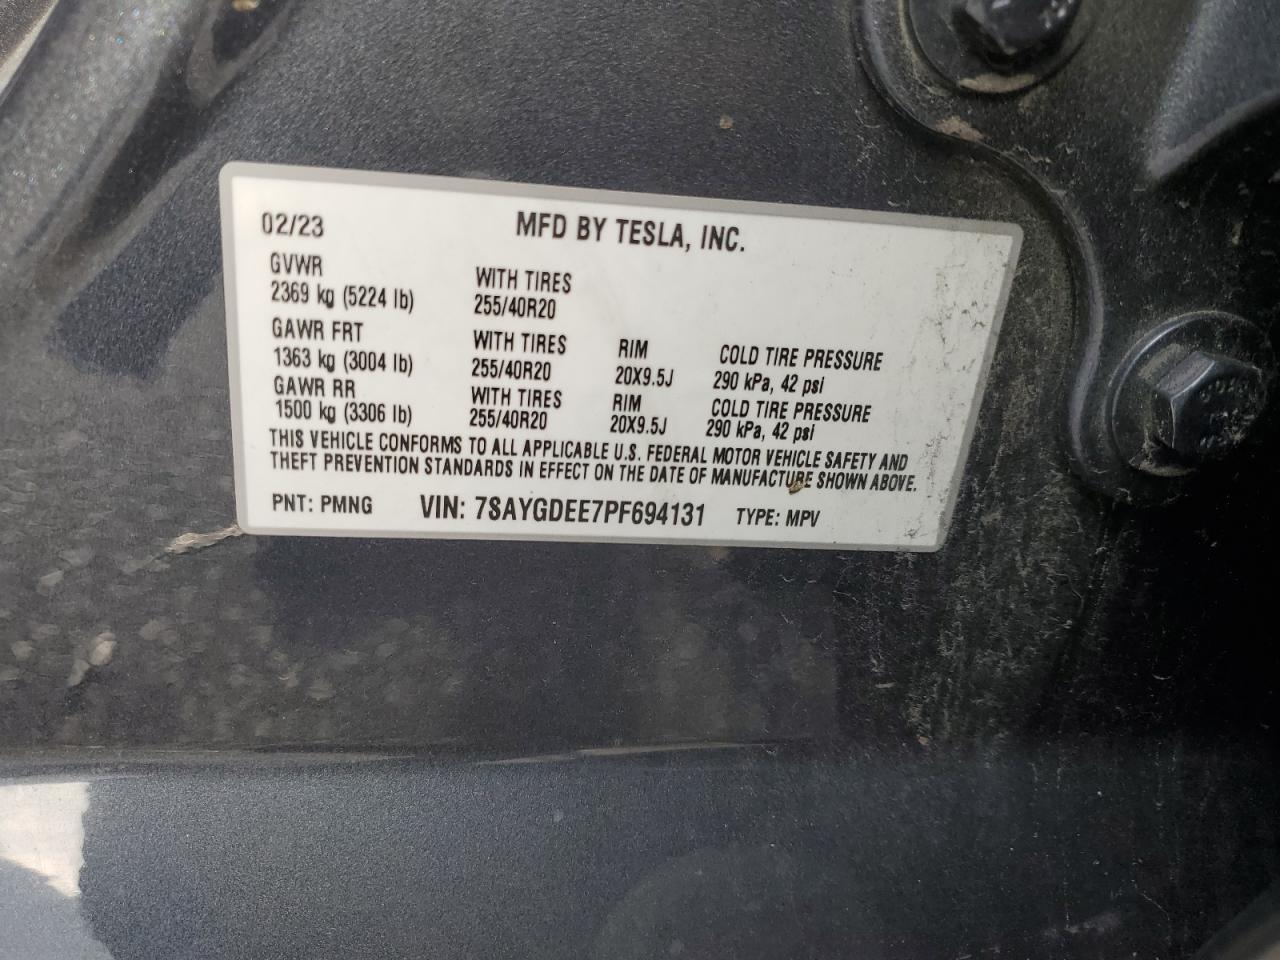 02/23 MFD BY TESLA, INC.
GVWR WITH TIRES
2369 kg (5224 lb) 255/40R20
GAWR FRT WITH TIRES RIM COLD TIRE PRESSURE
1363 kg (3004 lb) 255/40R20 20X9.5J 290 kPa, 42 psi
GAWR RR WITH TIRES RIM COLD TIRE PRESSURE
1500 kg (3306 lb) 255/40R20 20X9.5J 290 kPa, 42 psi
THIS VEHICLE CONFORMS TO ALL APPLICABLE U.S. FEDERAL MOTOR VEHICLE SAFETY AND
THEFT PREVENTION STANDARDS IN EFFECT ON THE DATE OF MANUFACTURE SHOWN ABOVE.
PNT: PMNG VIN: 7SAYGDEE7PF694131 TYPE: MPV